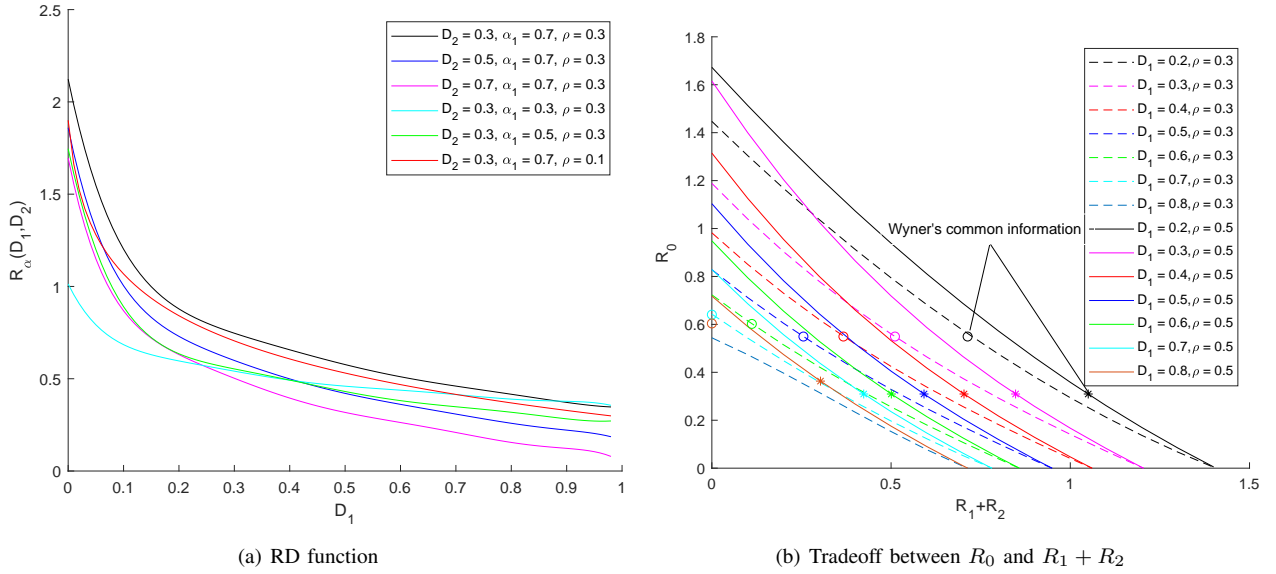 2.5
2
1.5
1
0.5
0
R_α(D_1,D_2)
0 0.1 0.2 0.3 0.4 0.5 0.6 0.7 0.8 0.9 1
D_1
D_2 = 0.3, α_1 = 0.7, ρ = 0.3
D_2 = 0.5, α_1 = 0.7, ρ = 0.3
D_2 = 0.7, α_1 = 0.7, ρ = 0.3
D_2 = 0.3, α_1 = 0.3, ρ = 0.3
D_2 = 0.3, α_1 = 0.5, ρ = 0.3
D_2 = 0.3, α_1 = 0.7, ρ = 0.1
(a) RD function
1.8
1.6
1.4
1.2
1
0.8
0.6
0.4
0.2
0
R_0
0 0.5 1 1.5
R_1+R_2
Wyner's common information
D_1 = 0.2,ρ = 0.3
D_1 = 0.3,ρ = 0.3
D_1 = 0.4,ρ = 0.3
D_1 = 0.5,ρ = 0.3
D_1 = 0.6,ρ = 0.3
D_1 = 0.7,ρ = 0.3
D_1 = 0.8,ρ = 0.3
D_1 = 0.2,ρ = 0.5
D_1 = 0.3,ρ = 0.5
D_1 = 0.4,ρ = 0.5
D_1 = 0.5,ρ = 0.5
D_1 = 0.6,ρ = 0.5
D_1 = 0.7,ρ = 0.5
D_1 = 0.8,ρ = 0.5
(b) Tradeoff between R_0 and R_1 + R_2